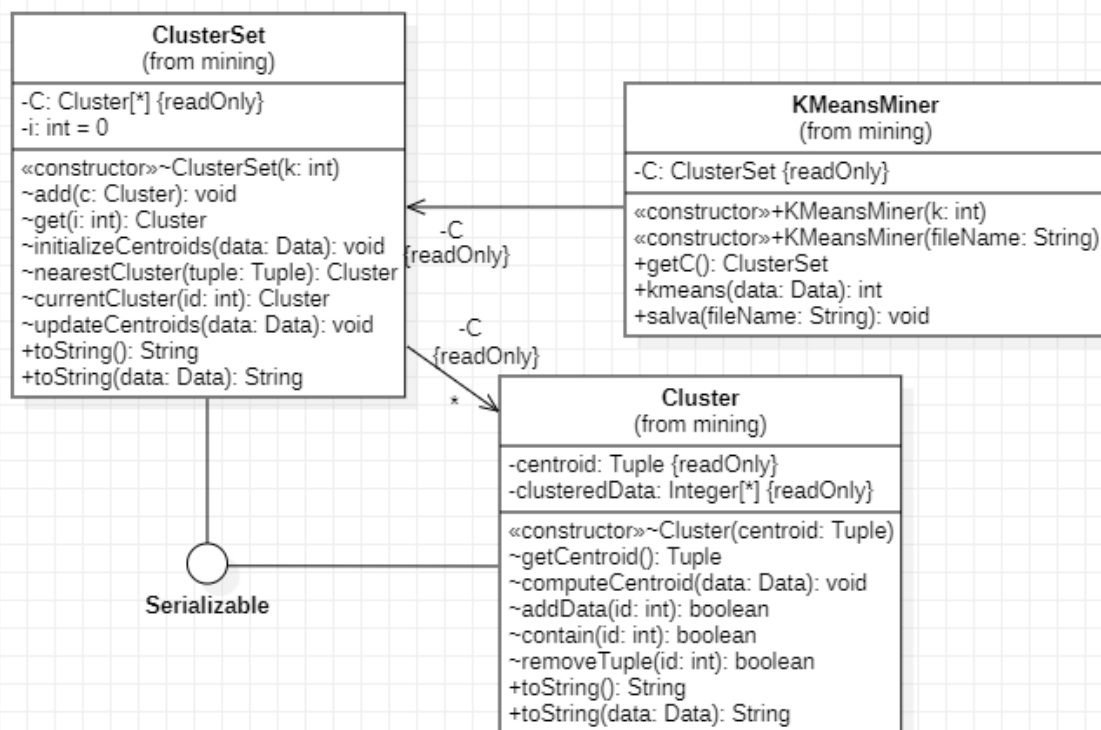 ClusterSet
(from mining)
-C: Cluster[*] {readOnly}
-i: int = 0
«constructor»~ClusterSet(k: int)
~add(c: Cluster): void
~get(i: int): Cluster
~initializeCentroids(data: Data): void
~nearestCluster(tuple: Tuple): Cluster
~currentCluster(id: int): Cluster
~updateCentroids(data: Data): void
+toString(): String
+toString(data: Data): String
KMeansMiner
(from mining)
-C: ClusterSet {readOnly}
«constructor»+KMeansMiner(k: int)
«constructor»+KMeansMiner(fileName: String)
+getC(): ClusterSet
+kmeans(data: Data): int
+salva(fileName: String): void
-C
{readOnly}
-C
{readOnly}
*
Cluster
(from mining)
-centroid: Tuple {readOnly}
-clusteredData: Integer[*] {readOnly}
«constructor»~Cluster(centroid: Tuple)
~getCentroid(): Tuple
~computeCentroid(data: Data): void
~addData(id: int): boolean
~contain(id: int): boolean
~removeTuple(id: int): boolean
+toString(): String
+toString(data: Data): String
Serializable